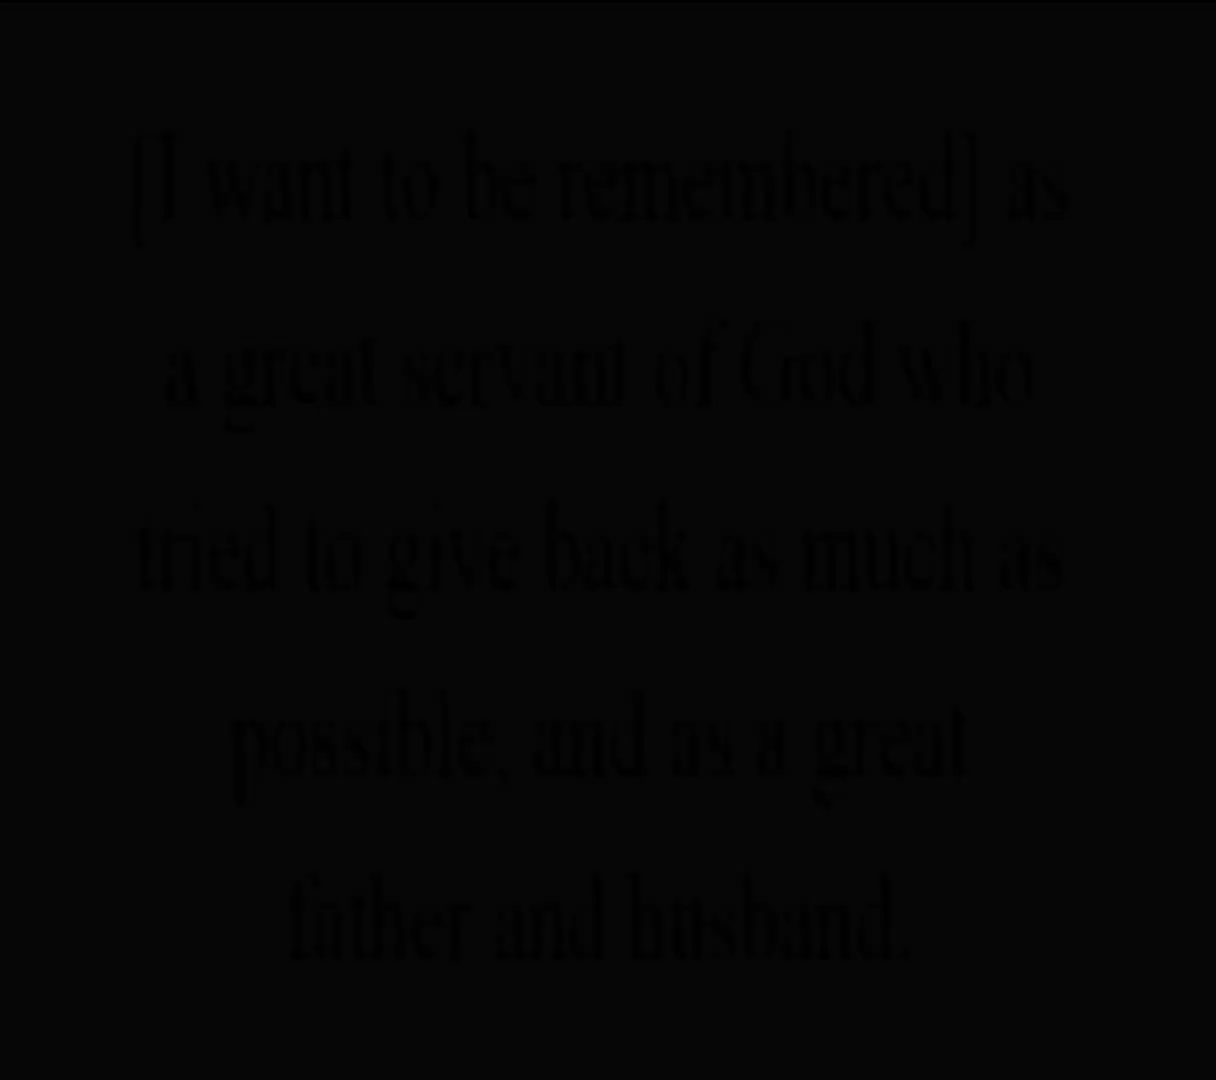 [I want to be remembered] as
a great servant of God who
tried to give back as much as
possible, and as a great
father and husband.